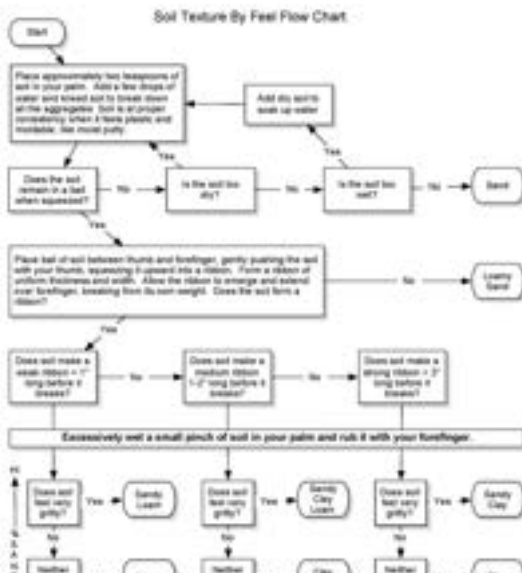 Soil Texture By Feel Flow Chart
Start
Place approximately two teaspoons of
soil in your palm. Add a few drops of
water and knead soil to break down
all the aggregates. Soil is at proper
consistency when it feels plastic and
moldable, like moist putty.
Add dry soil to
soak up water
Yes
Yes
Does the soil
remain in a ball
when squeezed?
No
Is the soil too
dry?
No
Is the soil too
wet?
No
Sand
Yes
Place ball of soil between thumb and forefinger, gently pushing the soil
with your thumb, squeezing it upward into a ribbon. Form a ribbon of
uniform thickness and width. Allow the ribbon to emerge and extend
over forefinger, breaking from its own weight. Does the soil form a
ribbon?
No
Loamy
Sand
Yes
Does soil make a
weak ribbon < 1"
long before it
breaks?
No
Does soil make a
medium ribbon
1-2" long before it
breaks?
No
Does soil make a
strong ribbon > 2"
long before it
breaks?
Excessively wet a small pinch of soil in your palm and rub it with your forefinger.
Does soil
feel very
gritty?
Yes
Sandy
Loam
Does soil
feel very
gritty?
Yes
Sandy
Clay
Loam
Does soil
feel very
gritty?
Yes
Sandy
Clay
No
No
No
Neither
Neither
Clay
Neither